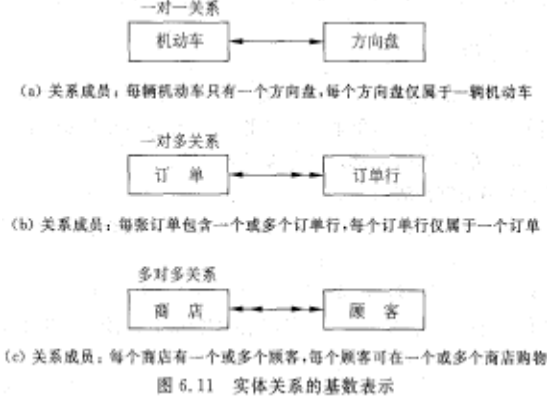 一对一关系
机动车 方向盘
(a) 关系成员：每辆机动车只有一个方向盘，每个方向盘仅属于一辆机动车
一对多关系
订 单 订单行
(b) 关系成员：每张订单包含一个或多个订单行，每个订单行仅属于一个订单
多对多关系
商 店 顾 客
(c) 关系成员：每个商店有一个或多个顾客，每个顾客可在一个或多个商店购物
图 6.11 实体关系的基数表示